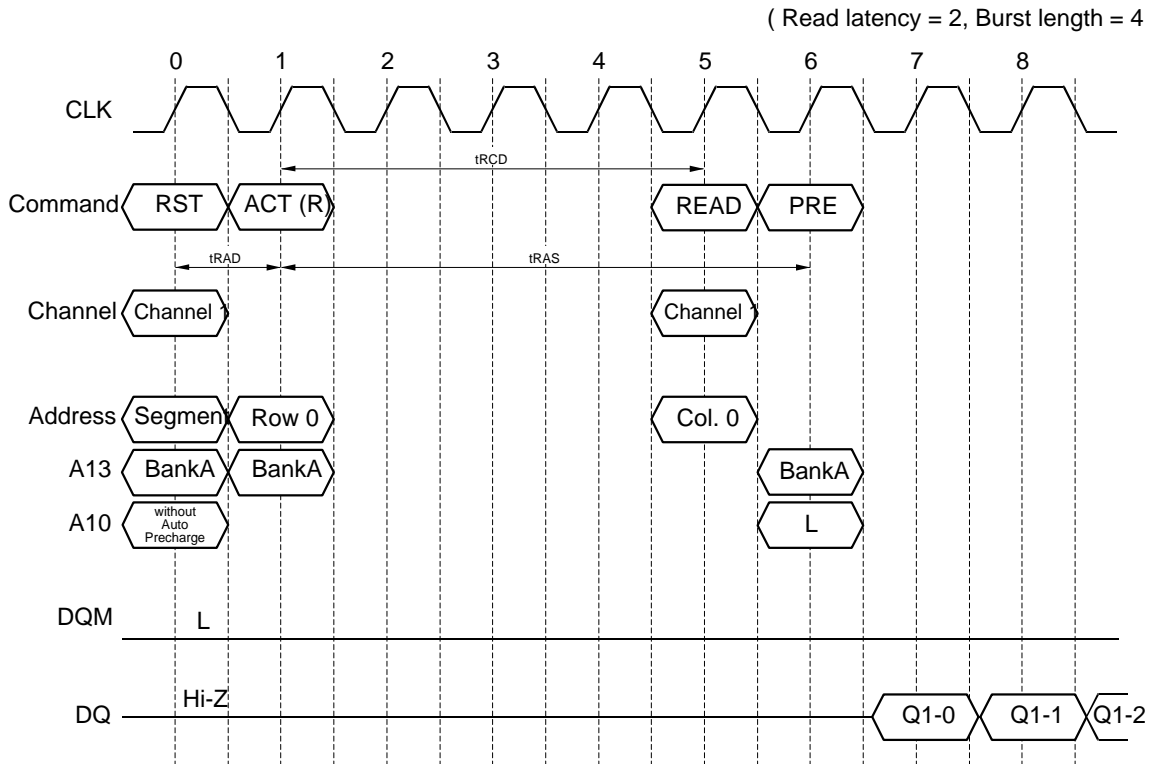 ( Read latency = 2, Burst length = 4
0 1 2 3 4 5 6 7 8
CLK
tRCD
Command RST ACT (R) READ PRE
tRAD tRAS
Channel Channel 1 Channel 1
Address Segment Row 0 Col. 0
A13 BankA BankA BankA
A10 without Auto Precharge L
DQM L
DQ Hi-Z Q1-0 Q1-1 Q1-2